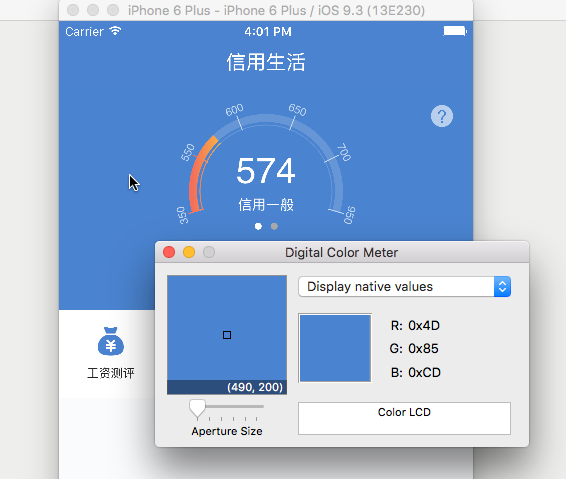 iPhone 6 Plus - iPhone 6 Plus / iOS 9.3 (13E230)
Carrier 4:01 PM
信用生活
600 650
?
550 700
574
信用一般
350 950
Digital Color Meter
Display native values
R: 0x4D
G: 0x85
B: 0xCD
(490, 200)
Color LCD
Aperture Size
¥
工资测评